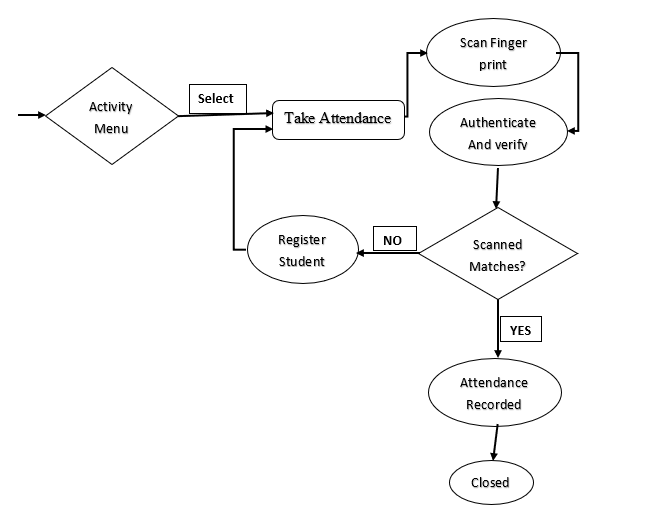 Activity
Menu
Select
Take Attendance
Scan Finger
print
Authenticate
And verify
Scanned
Matches?
NO
Register
Student
YES
Attendance
Recorded
Closed